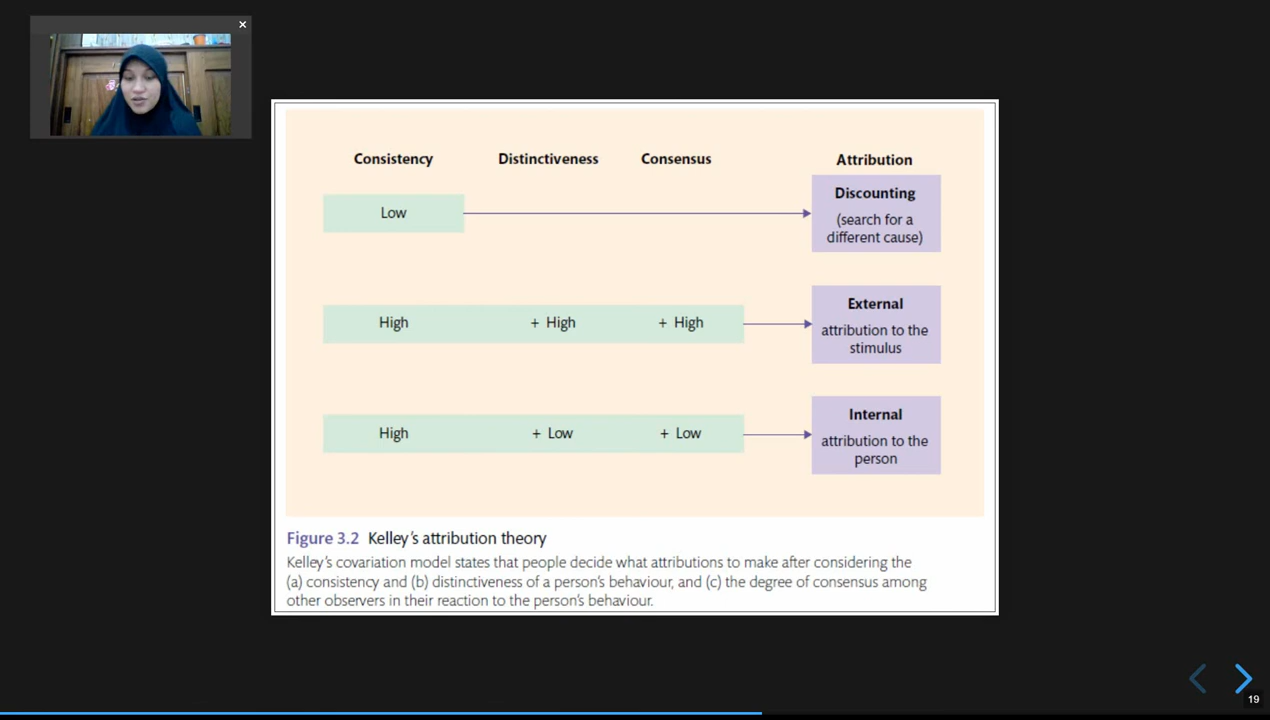 ×
Consistency Distinctiveness Consensus Attribution
Low
Discounting
(search for a
different cause)
High + High + High
External
attribution to the
stimulus
High + Low + Low
Internal
attribution to the
person
Figure 3.2 Kelley's attribution theory
Kelley's covariation model states that people decide what attributions to make after considering the
(a) consistency and (b) distinctiveness of a person's behaviour, and (c) the degree of consensus among
other observers in their reaction to the person's behaviour.
19